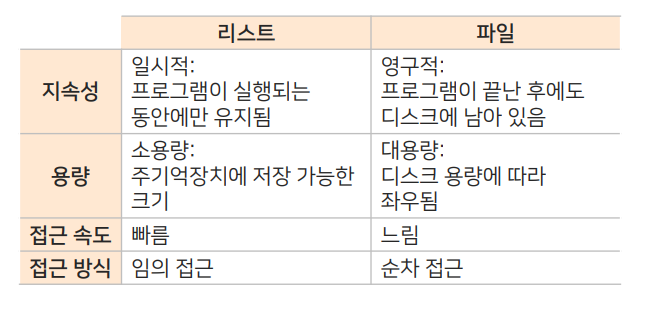 리스트 파일
지속성 일시적: 영구적:
프로그램이 실행되는 프로그램이 끝난 후에도
동안에만 유지됨 디스크에 남아 있음
용량 소용량: 대용량:
주기억장치에 저장 가능한 디스크 용량에 따라
크기 좌우됨
접근 속도 빠름 느림
접근 방식 임의 접근 순차 접근